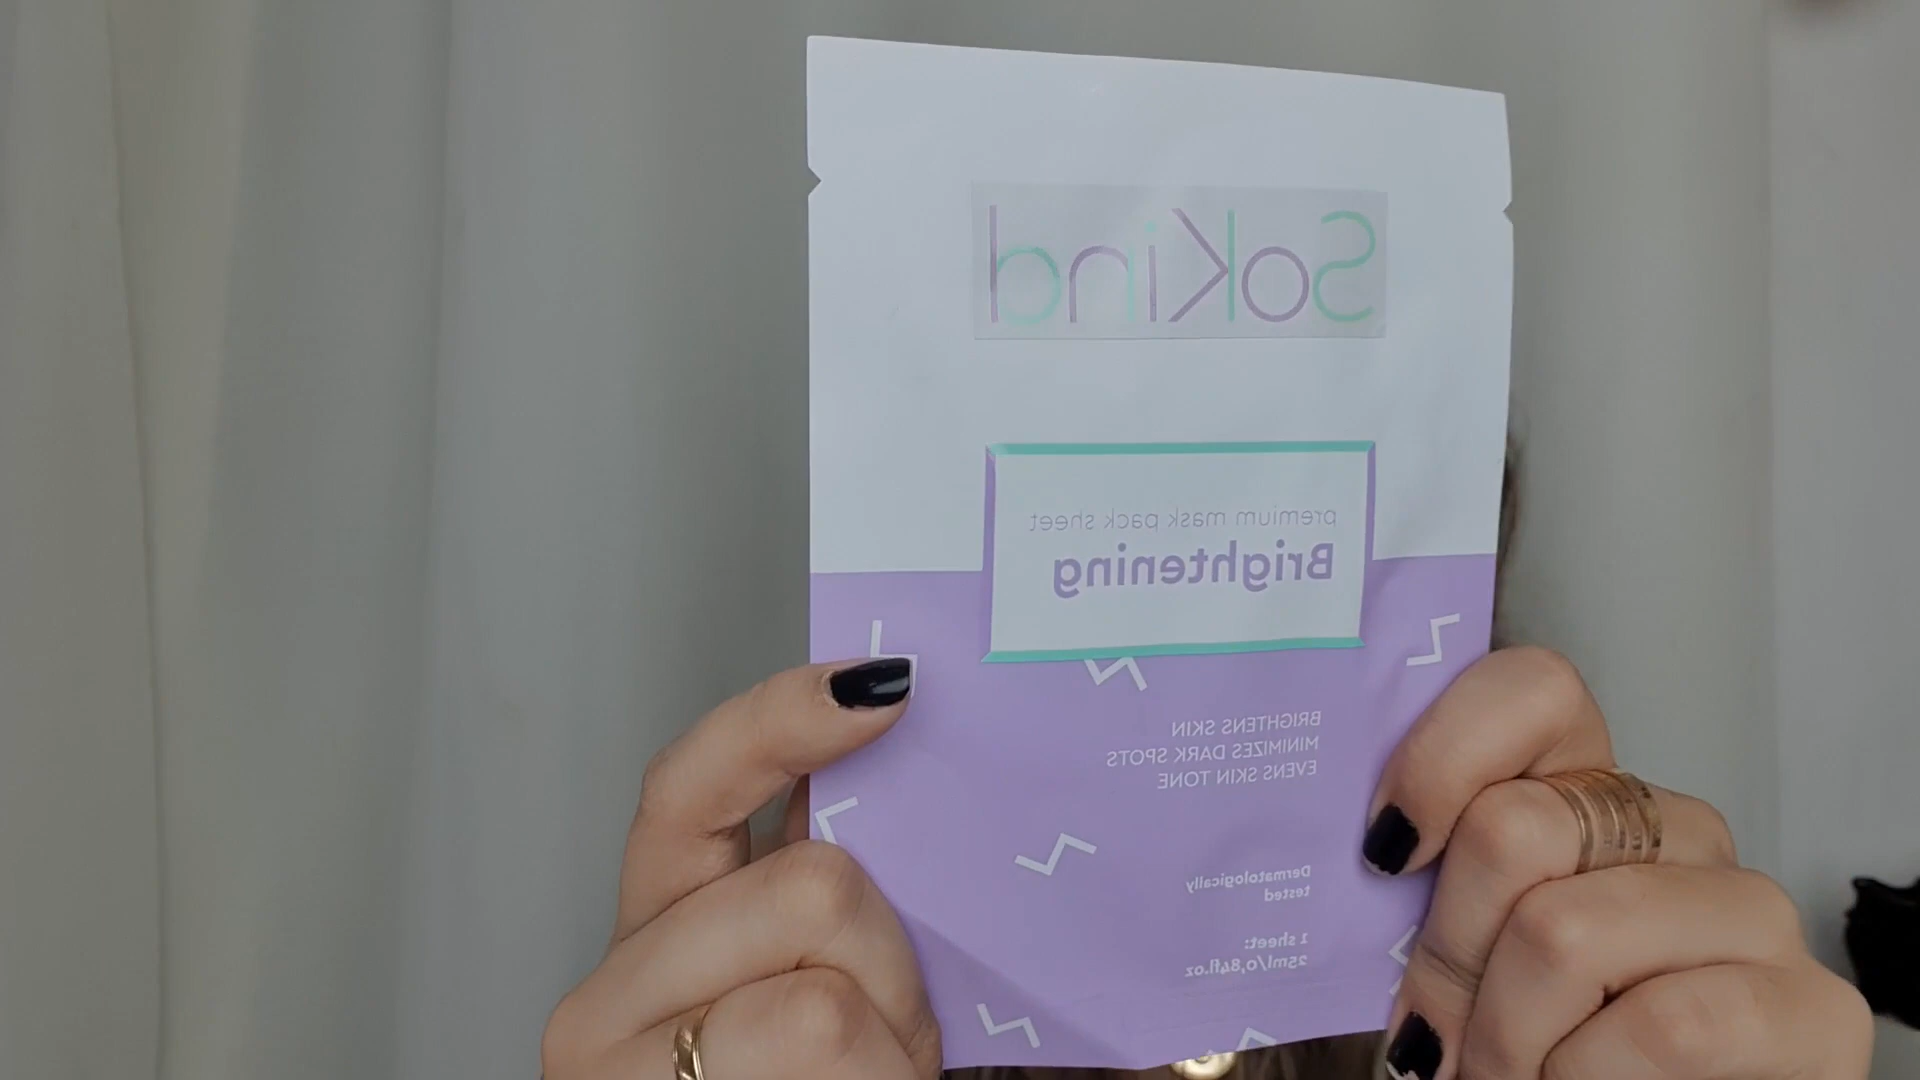 SoKind
premium mask pack sheet
Brightening
BRIGHTENS SKIN
MINIMIZES DARK SPOTS
EVENS SKIN TONE
Dermatologically
tested
1 sheet:
25ml/0,84fl.oz